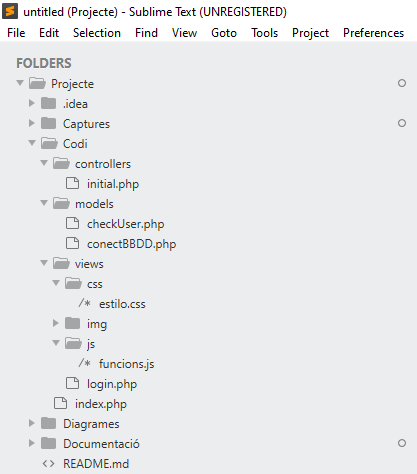 untitled (Projecte) - Sublime Text (UNREGISTERED)
File Edit Selection Find View Goto Tools Project Preferences
FOLDERS
Projecte
.idea
Captures
Codi
controllers
initial.php
models
checkUser.php
conectBBDD.php
views
css
/* estilo.css
img
js
/* funcions.js
login.php
index.php
Diagrames
Documentació
<> README.md